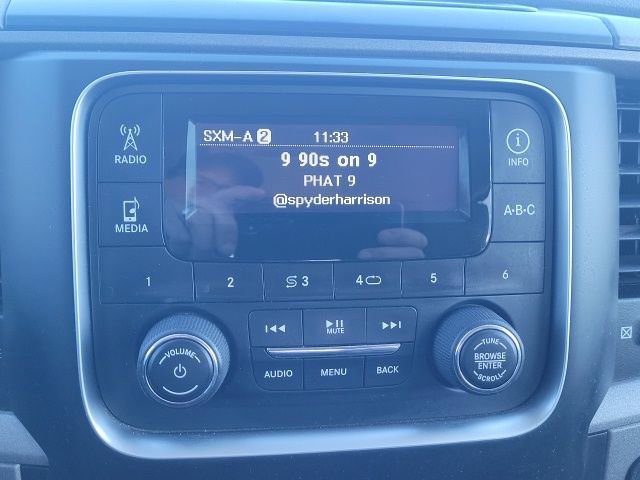 SXM-A 2 11:33
9 90s on 9
PHAT 9
@spyderharrison
RADIO
MEDIA
i
INFO
A•B•C
1 2 3 4 5 6
MUTE
AUDIO MENU BACK
VOLUME
TUNE
BROWSE
ENTER
SCROLL